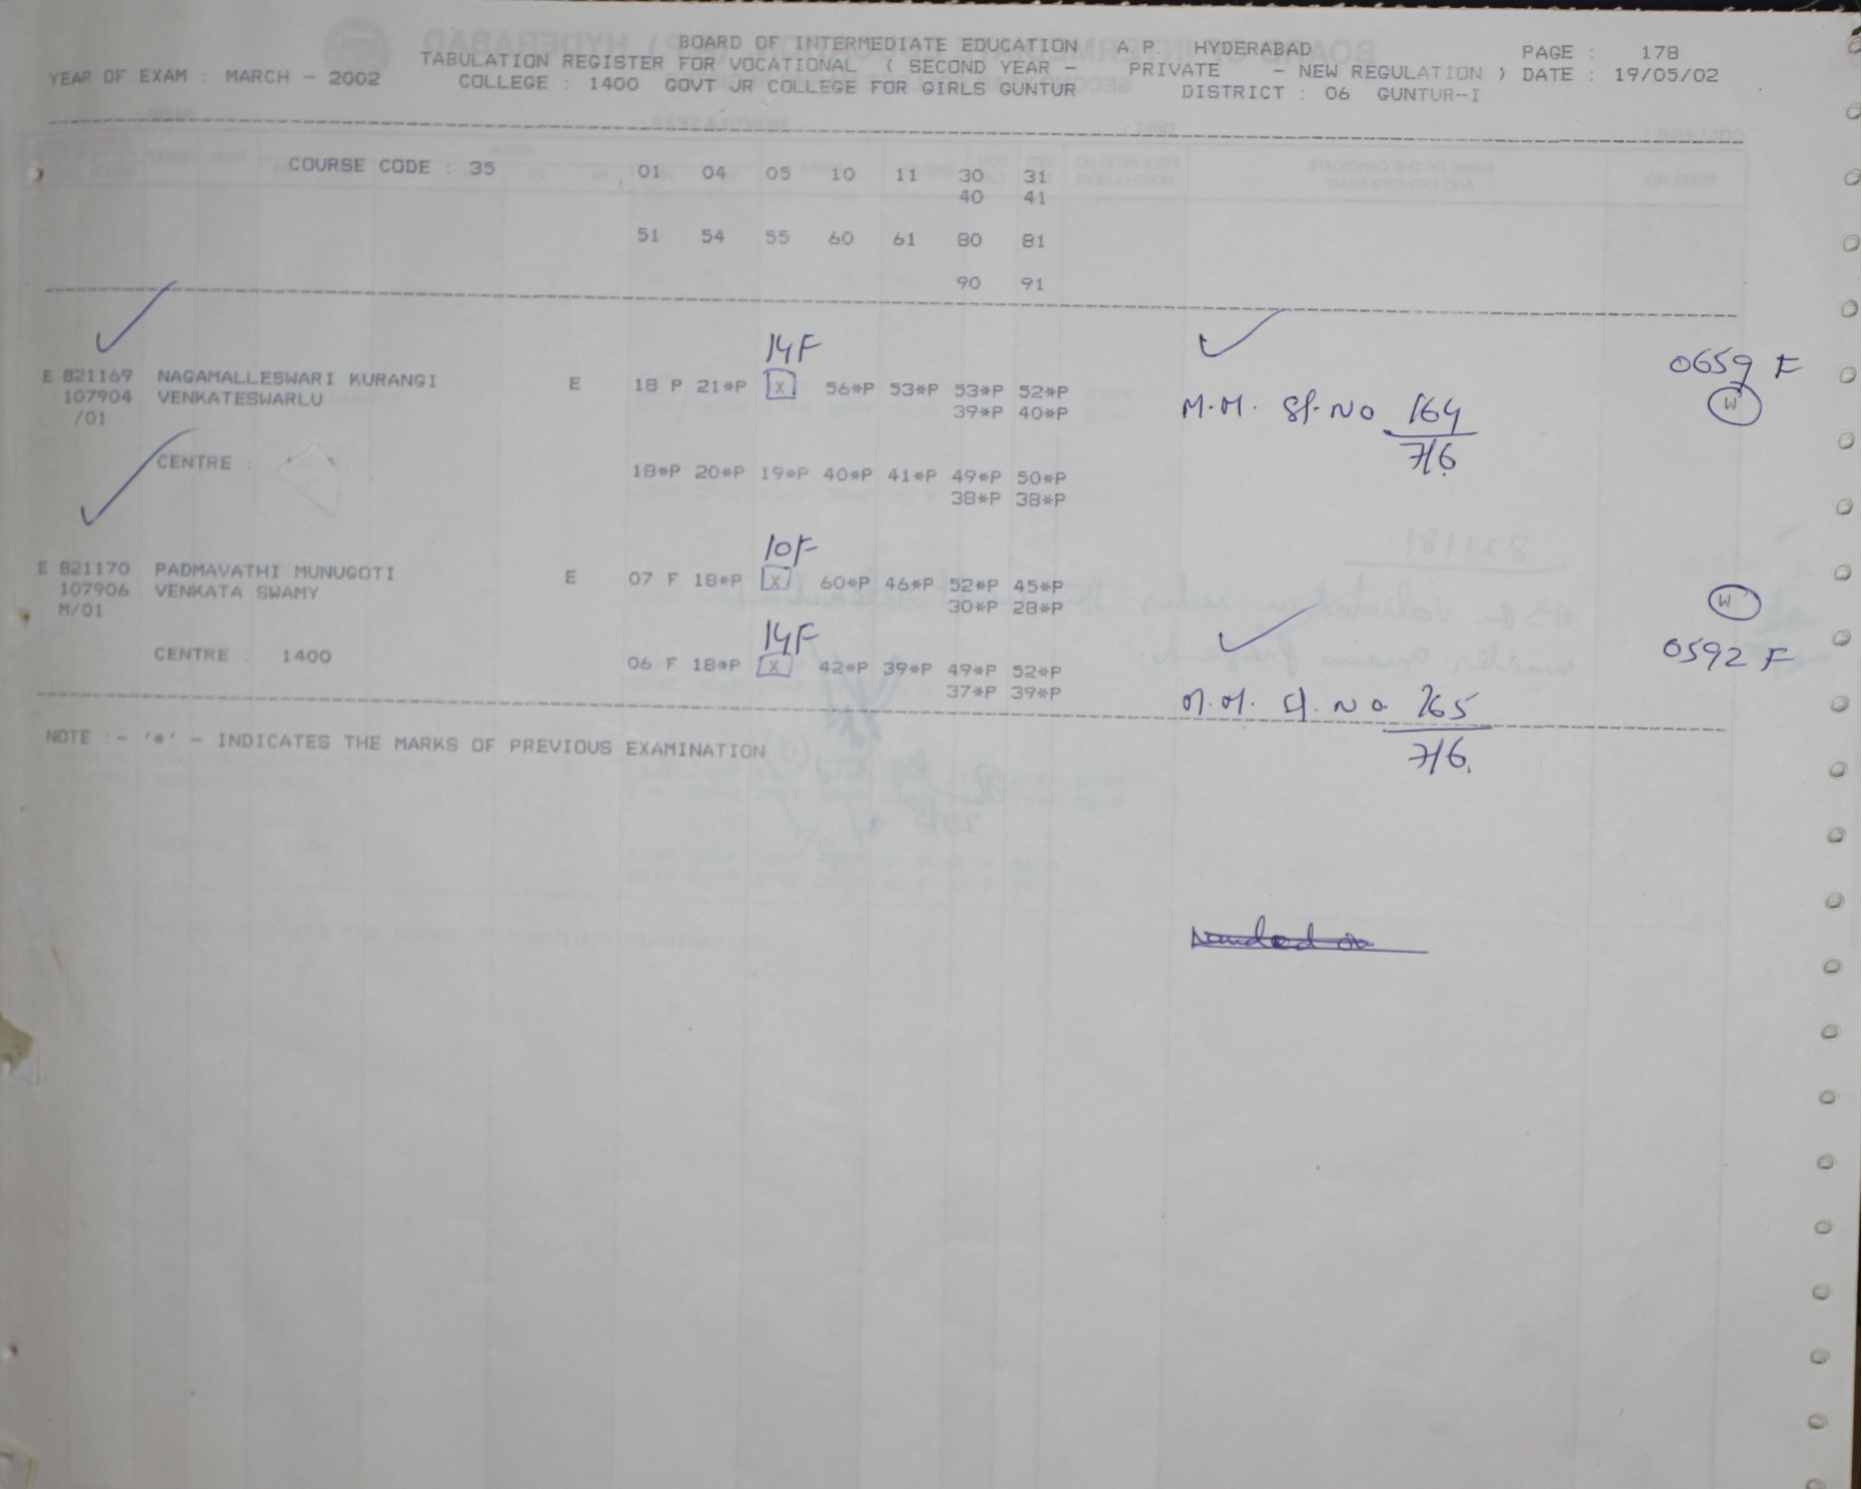 BOARD OF INTERMEDIATE EDUCATION A.P. HYDERABAD PAGE : 178
TABULATION REGISTER FOR VOCATIONAL ( SECOND YEAR - PRIVATE - NEW REGULATION ) DATE : 19/05/02
YEAR OF EXAM : MARCH - 2002 COLLEGE : 1400 GOVT JR COLLEGE FOR GIRLS GUNTUR DISTRICT : 06 GUNTUR-I
COURSE CODE : 35 01 04 05 10 11 30 31
40 41
51 54 55 60 61 80 81
90 91
14F
0659 F
E 821169 NAGAMALLESWARI KURANGI E 18 P 21*P X 56*P 53*P 53*P 52*P
W
107904 VENKATESWARLU 39*P 40*P M.M. Sl. No 164
/01 7/6
CENTRE : 18*P 20*P 19*P 40*P 41*P 49*P 50*P
38*P 38*P
10F
E 821170 PADMAVATHI MUNUGOTI E 07 F 18*P X 60*P 46*P 52*P 45*P
107906 VENKATA SWAMY 30*P 28*P W
M/01
14F
CENTRE : 1400 06 F 18*P X 42*P 39*P 49*P 52*P 0592 F
37*P 39*P M.M. Sl. No 165
7/6.
NOTE :- '*' - INDICATES THE MARKS OF PREVIOUS EXAMINATION